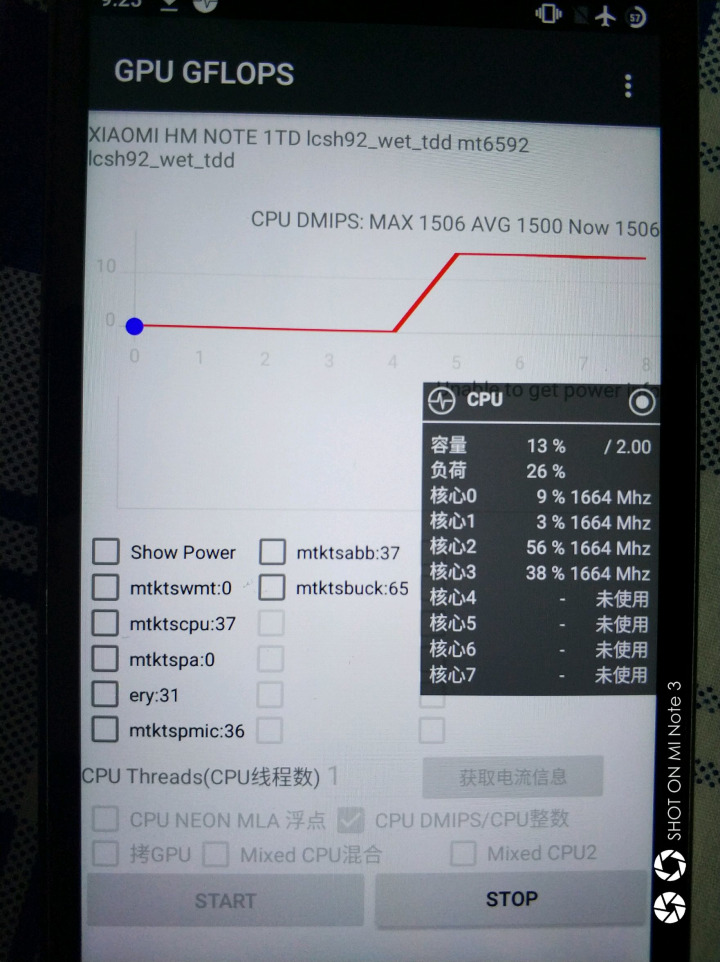 9:25
57
GPU GFLOPS
XIAOMI HM NOTE 1TD lcsh92_wet_tdd mt6592
lcsh92_wet_tdd
CPU DMIPS: MAX 1506 AVG 1500 Now 1506
10
0
0 1 2 3 4 5 6 7 8
Unable to get power
CPU
容量 13 % / 2.00
负荷 26 %
核心0 9 % 1664 Mhz
核心1 3 % 1664 Mhz
核心2 56 % 1664 Mhz
核心3 38 % 1664 Mhz
核心4 - 未使用
核心5 - 未使用
核心6 - 未使用
核心7 - 未使用
Show Power mtktsabb:37
mtktswmt:0 mtktsbuck:65
mtktscpu:37
mtktspa:0
ery:31
mtktspmic:36
CPU Threads(CPU线程数) 1 获取电流信息
CPU NEON MLA 浮点 CPU DMIPS/CPU整数
拷GPU Mixed CPU混合 Mixed CPU2
START STOP
SHOT ON MI Note 3